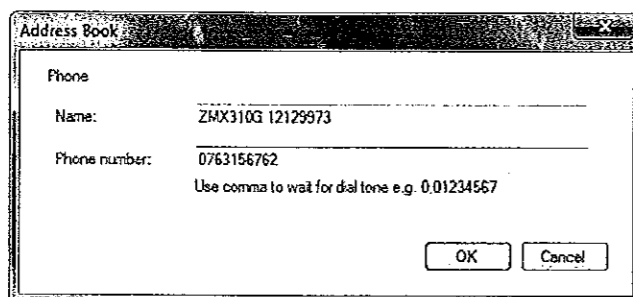 Address Book
Phone
Name: ZMX310G 12129973
Phone number: 0763156762
Use comma to wait for dial tone e.g. 0,01234567
OK Cancel